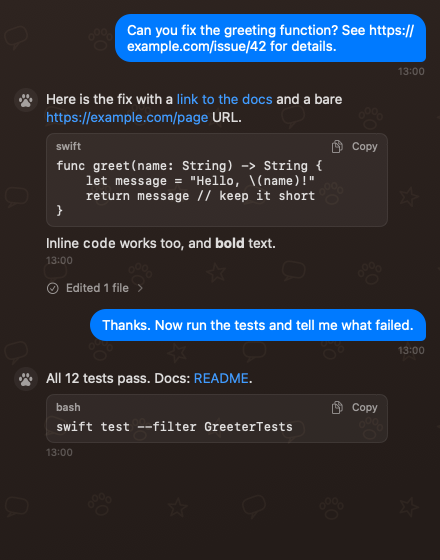 Can you fix the greeting function? See https://
example.com/issue/42 for details.
13:00
Here is the fix with a link to the docs and a bare
https://example.com/page URL.
swift Copy
func greet(name: String) -> String {
    let message = "Hello, \(name)!"
    return message // keep it short
}
Inline code works too, and bold text.
13:00
Edited 1 file
Thanks. Now run the tests and tell me what failed.
13:00
All 12 tests pass. Docs: README.
bash Copy
swift test --filter GreeterTests
13:00